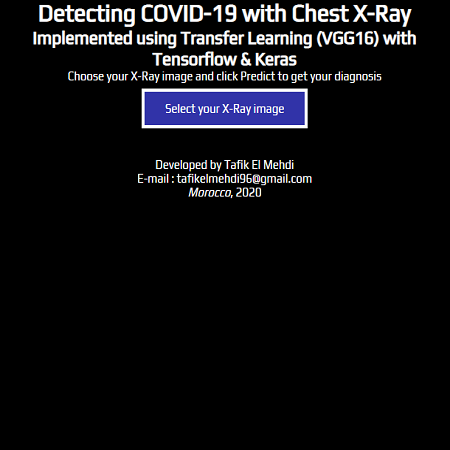 Detecting COVID-19 with Chest X-Ray
Implemented using Transfer Learning (VGG16) with
Tensorflow & Keras
Choose your X-Ray image and click Predict to get your diagnosis
Select your X-Ray image
Developed by Tafik El Mehdi
E-mail : tafikelmehdi96@gmail.com
Morocco, 2020